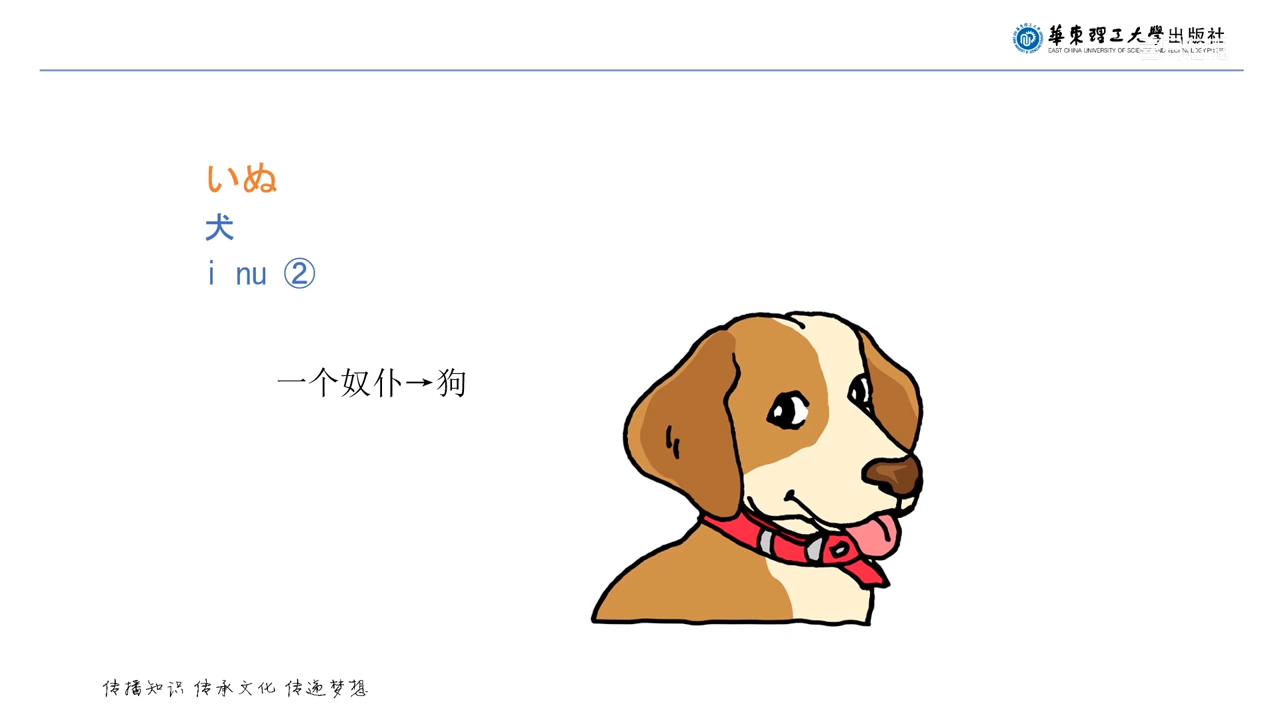 華東理工大學出版社
いぬ
犬
i nu ②
一个奴仆→狗
传播知识 传承文化 传递梦想